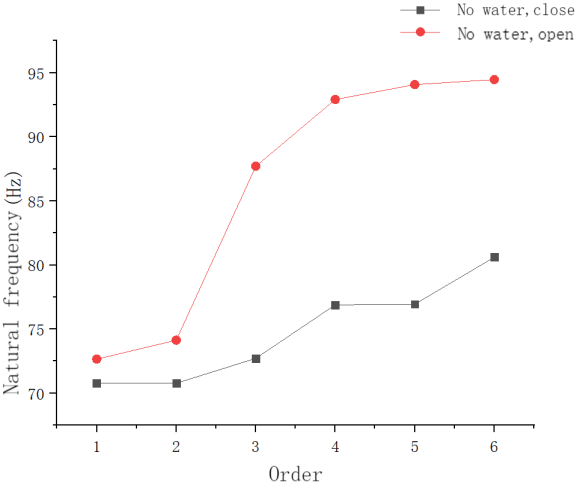 No water,close
No water,open
95
90
85
80
75
70
Natural frequency(Hz)
1 2 3 4 5 6
Order